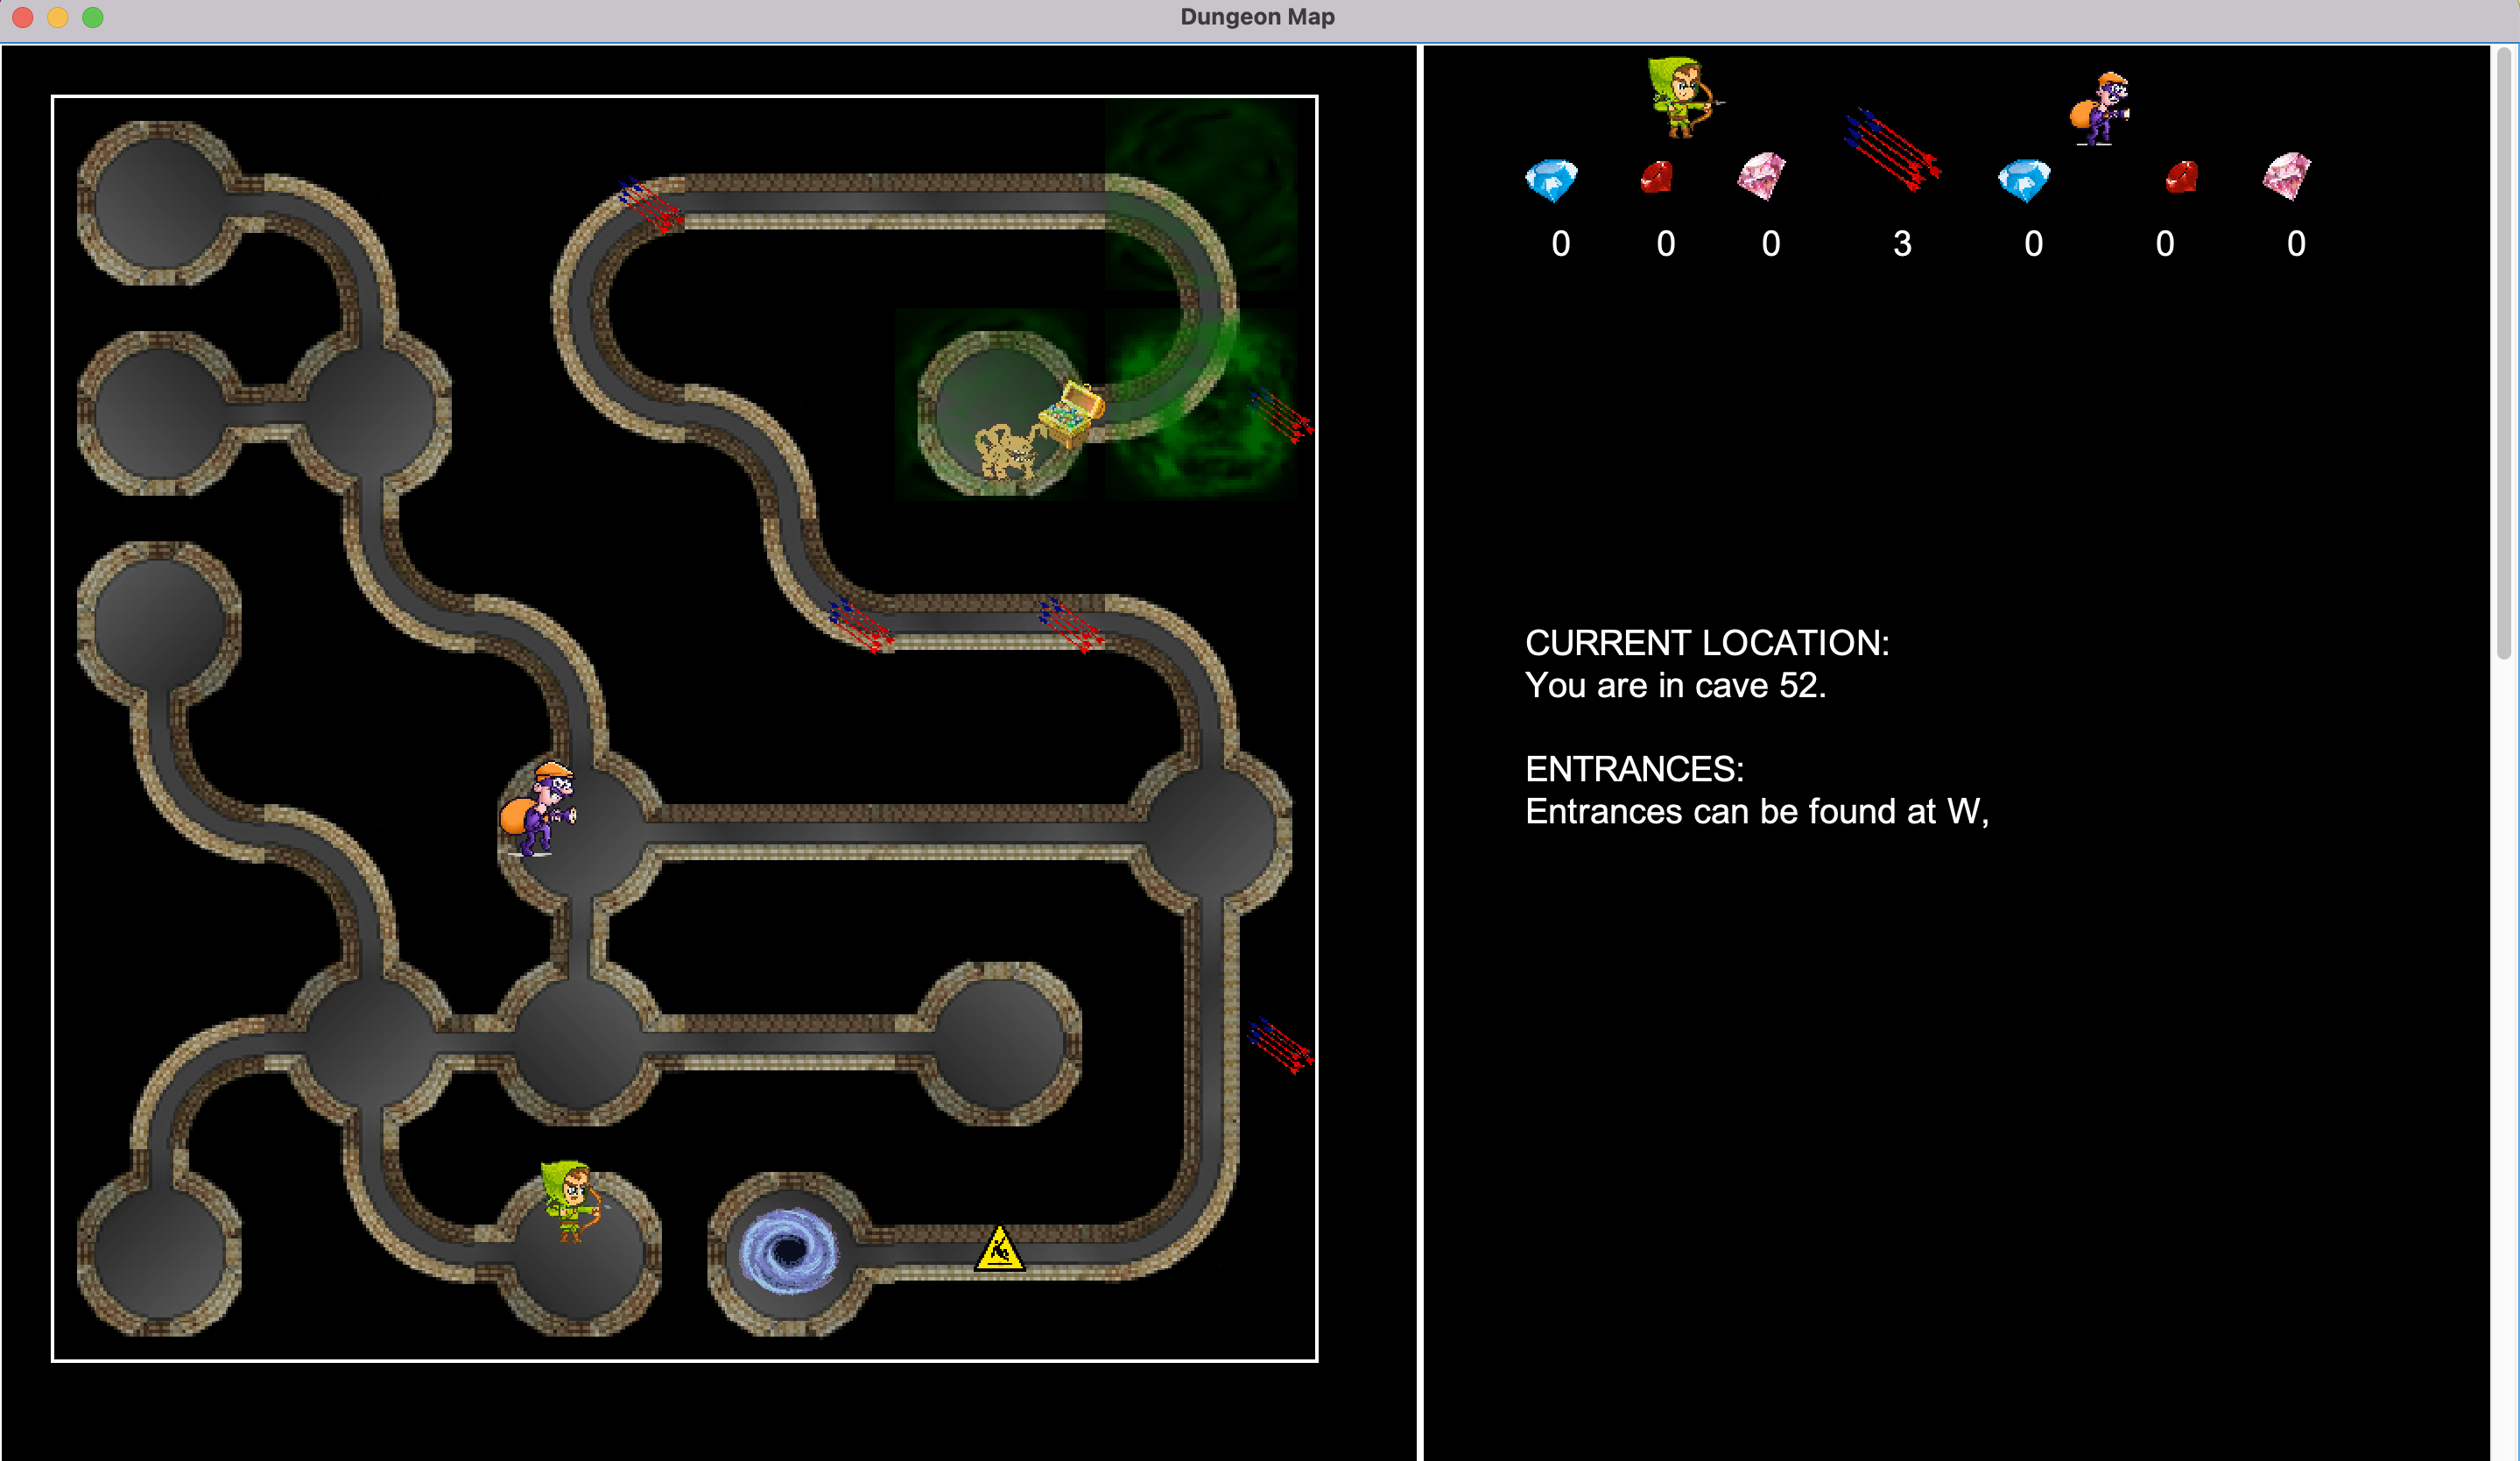 Dungeon Map
0 0 0 3 0 0 0
CURRENT LOCATION:
You are in cave 52.
ENTRANCES:
Entrances can be found at W,